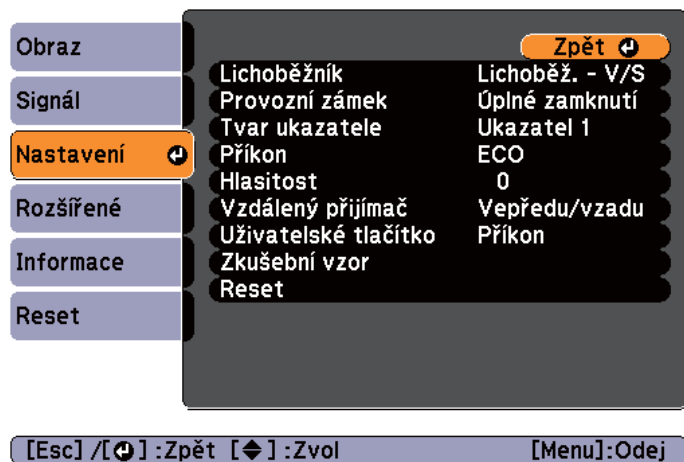 Obraz
Signál
Nastavení
Rozšířené
Informace
Reset
Zpět
Lichoběžník Lichoběž. - V/S
Provozní zámek Úplné zamknutí
Tvar ukazatele Ukazatel 1
Příkon ECO
Hlasitost 0
Vzdálený přijímač Vepředu/vzadu
Uživatelské tlačítko Příkon
Zkušební vzor
Reset
[Esc] /[ ] :Zpět [ ] :Zvol [Menu]:Odej